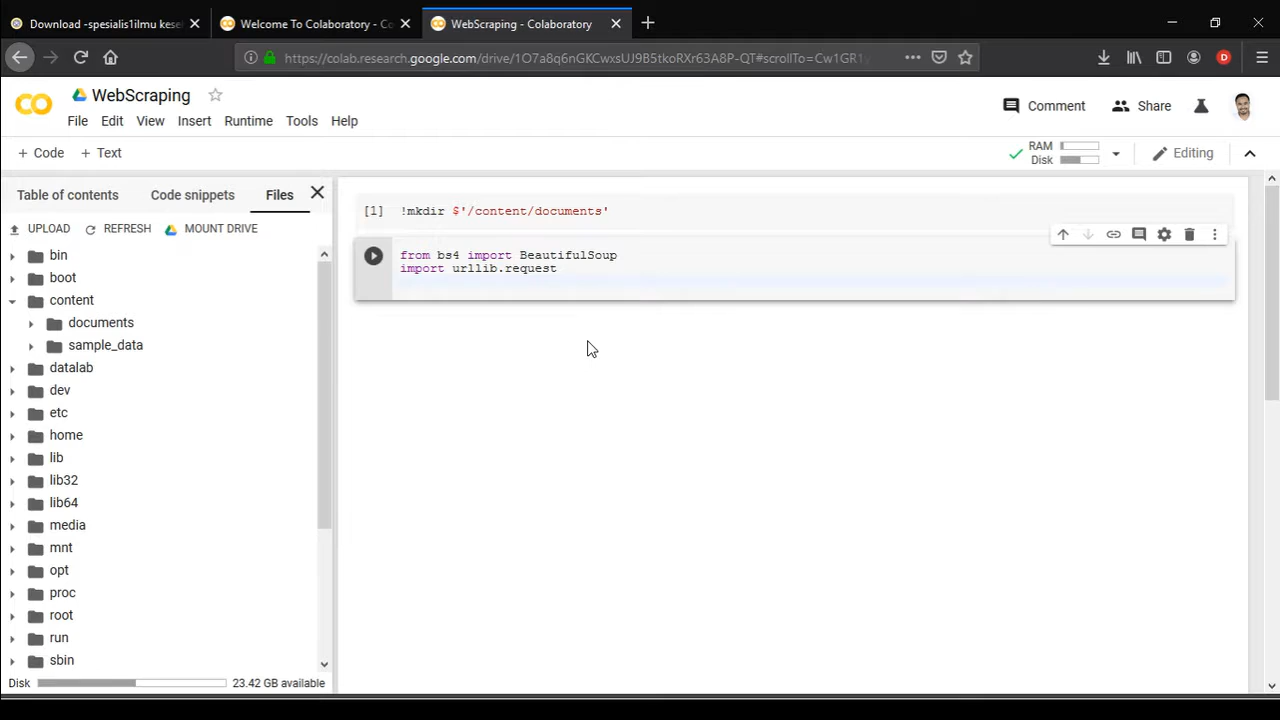 Download -spesialis1ilmu kese
Welcome To Colaboratory - Co
WebScraping - Colaboratory
https://colab.research.google.com/drive/1O7a8q6nGKCwxsUJ9B5tkoRXr63A8P-QT#scrollTo=Cw1GR1y
D
WebScraping
File Edit View Insert Runtime Tools Help
Comment
Share
+ Code + Text
RAM
Disk
Editing
Table of contents Code snippets Files
UPLOAD REFRESH MOUNT DRIVE
bin
boot
content
documents
sample_data
datalab
dev
etc
home
lib
lib32
lib64
media
mnt
opt
proc
root
run
sbin
Disk 23.42 GB available
[1] !mkdir $'/content/documents'
from bs4 import BeautifulSoup
import urllib.request